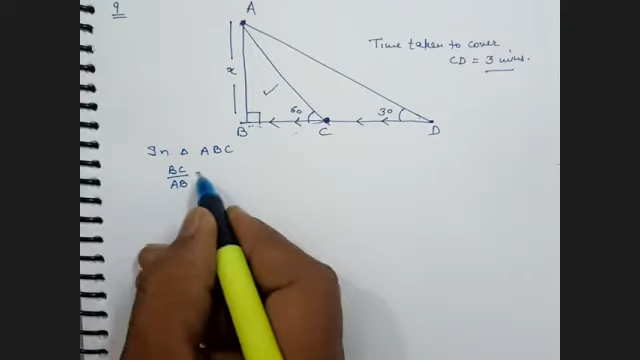 9
A
x
60
30
B
C
D
Time taken to cover
CD = 3 mins.
In Δ ABC
BC
AB